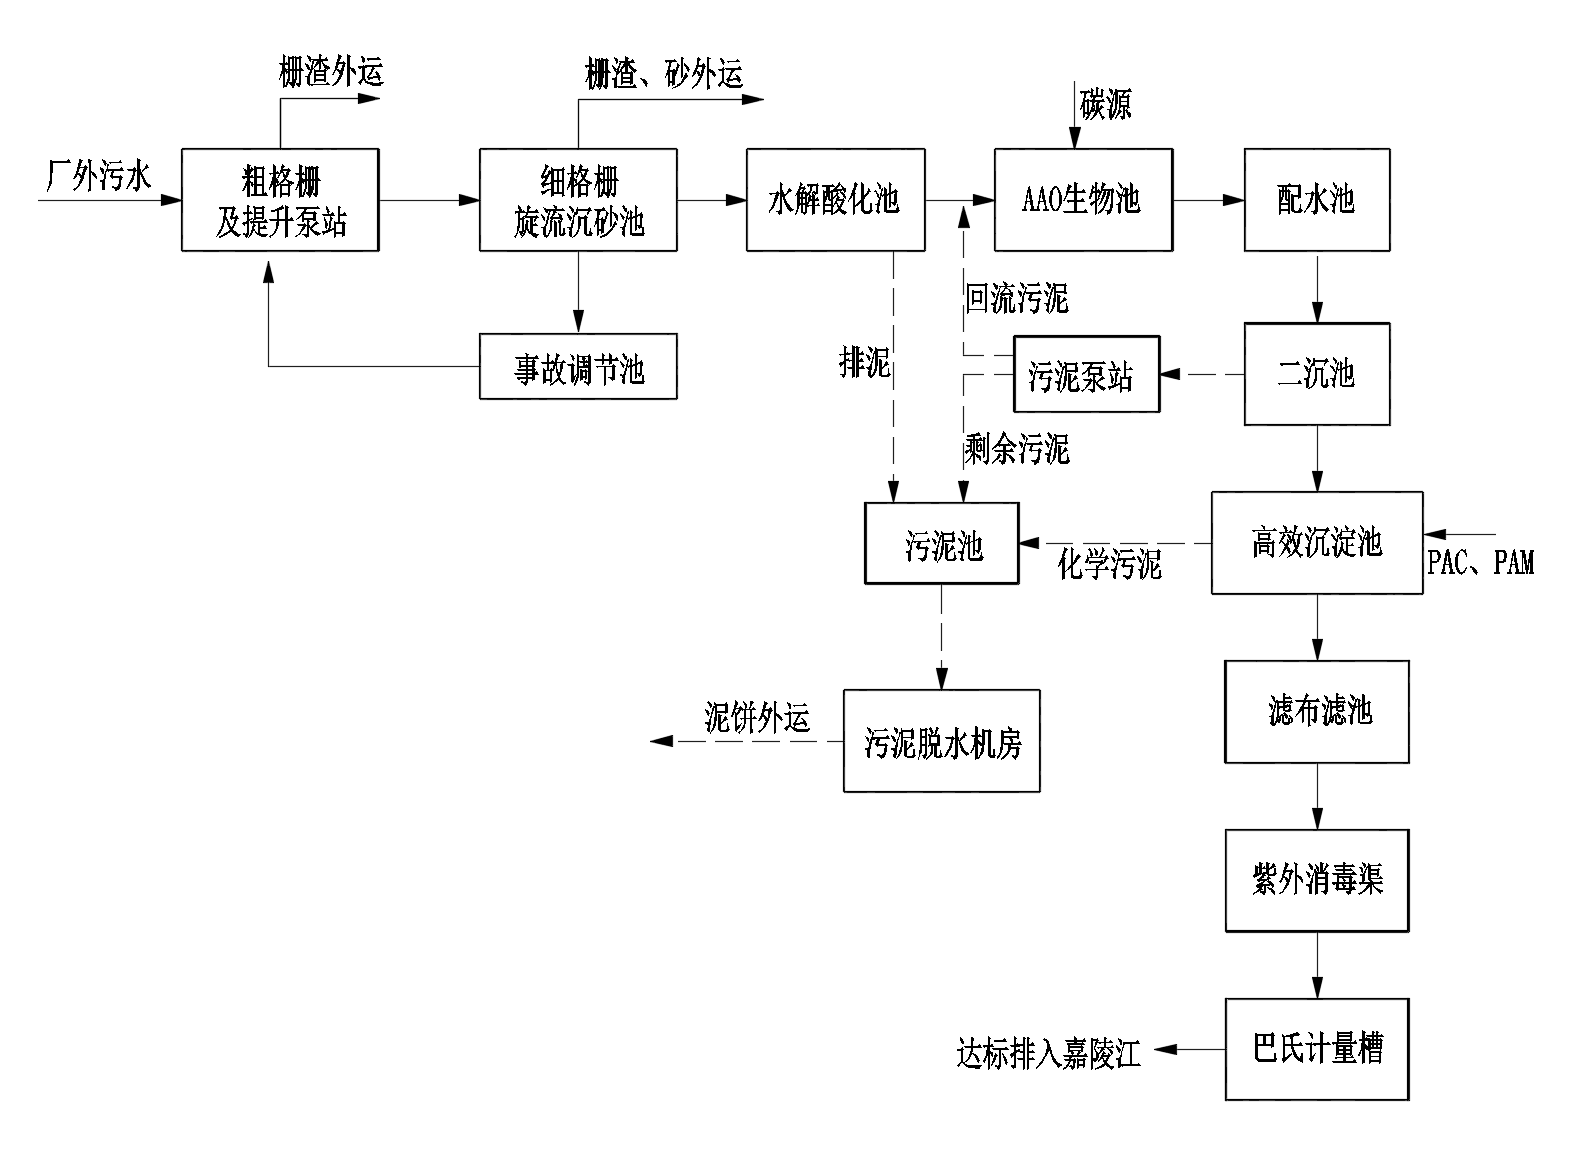 栅渣外运
栅渣、砂外运
碳源
厂外污水
粗格栅
及提升泵站
细格栅
旋流沉砂池
水解酸化池
AAO生物池
配水池
回流污泥
排泥
事故调节池
污泥泵站
二沉池
剩余污泥
污泥池
化学污泥
高效沉淀池
PAC、PAM
泥饼外运
污泥脱水机房
滤布滤池
紫外消毒渠
达标排入嘉陵江
巴氏计量槽